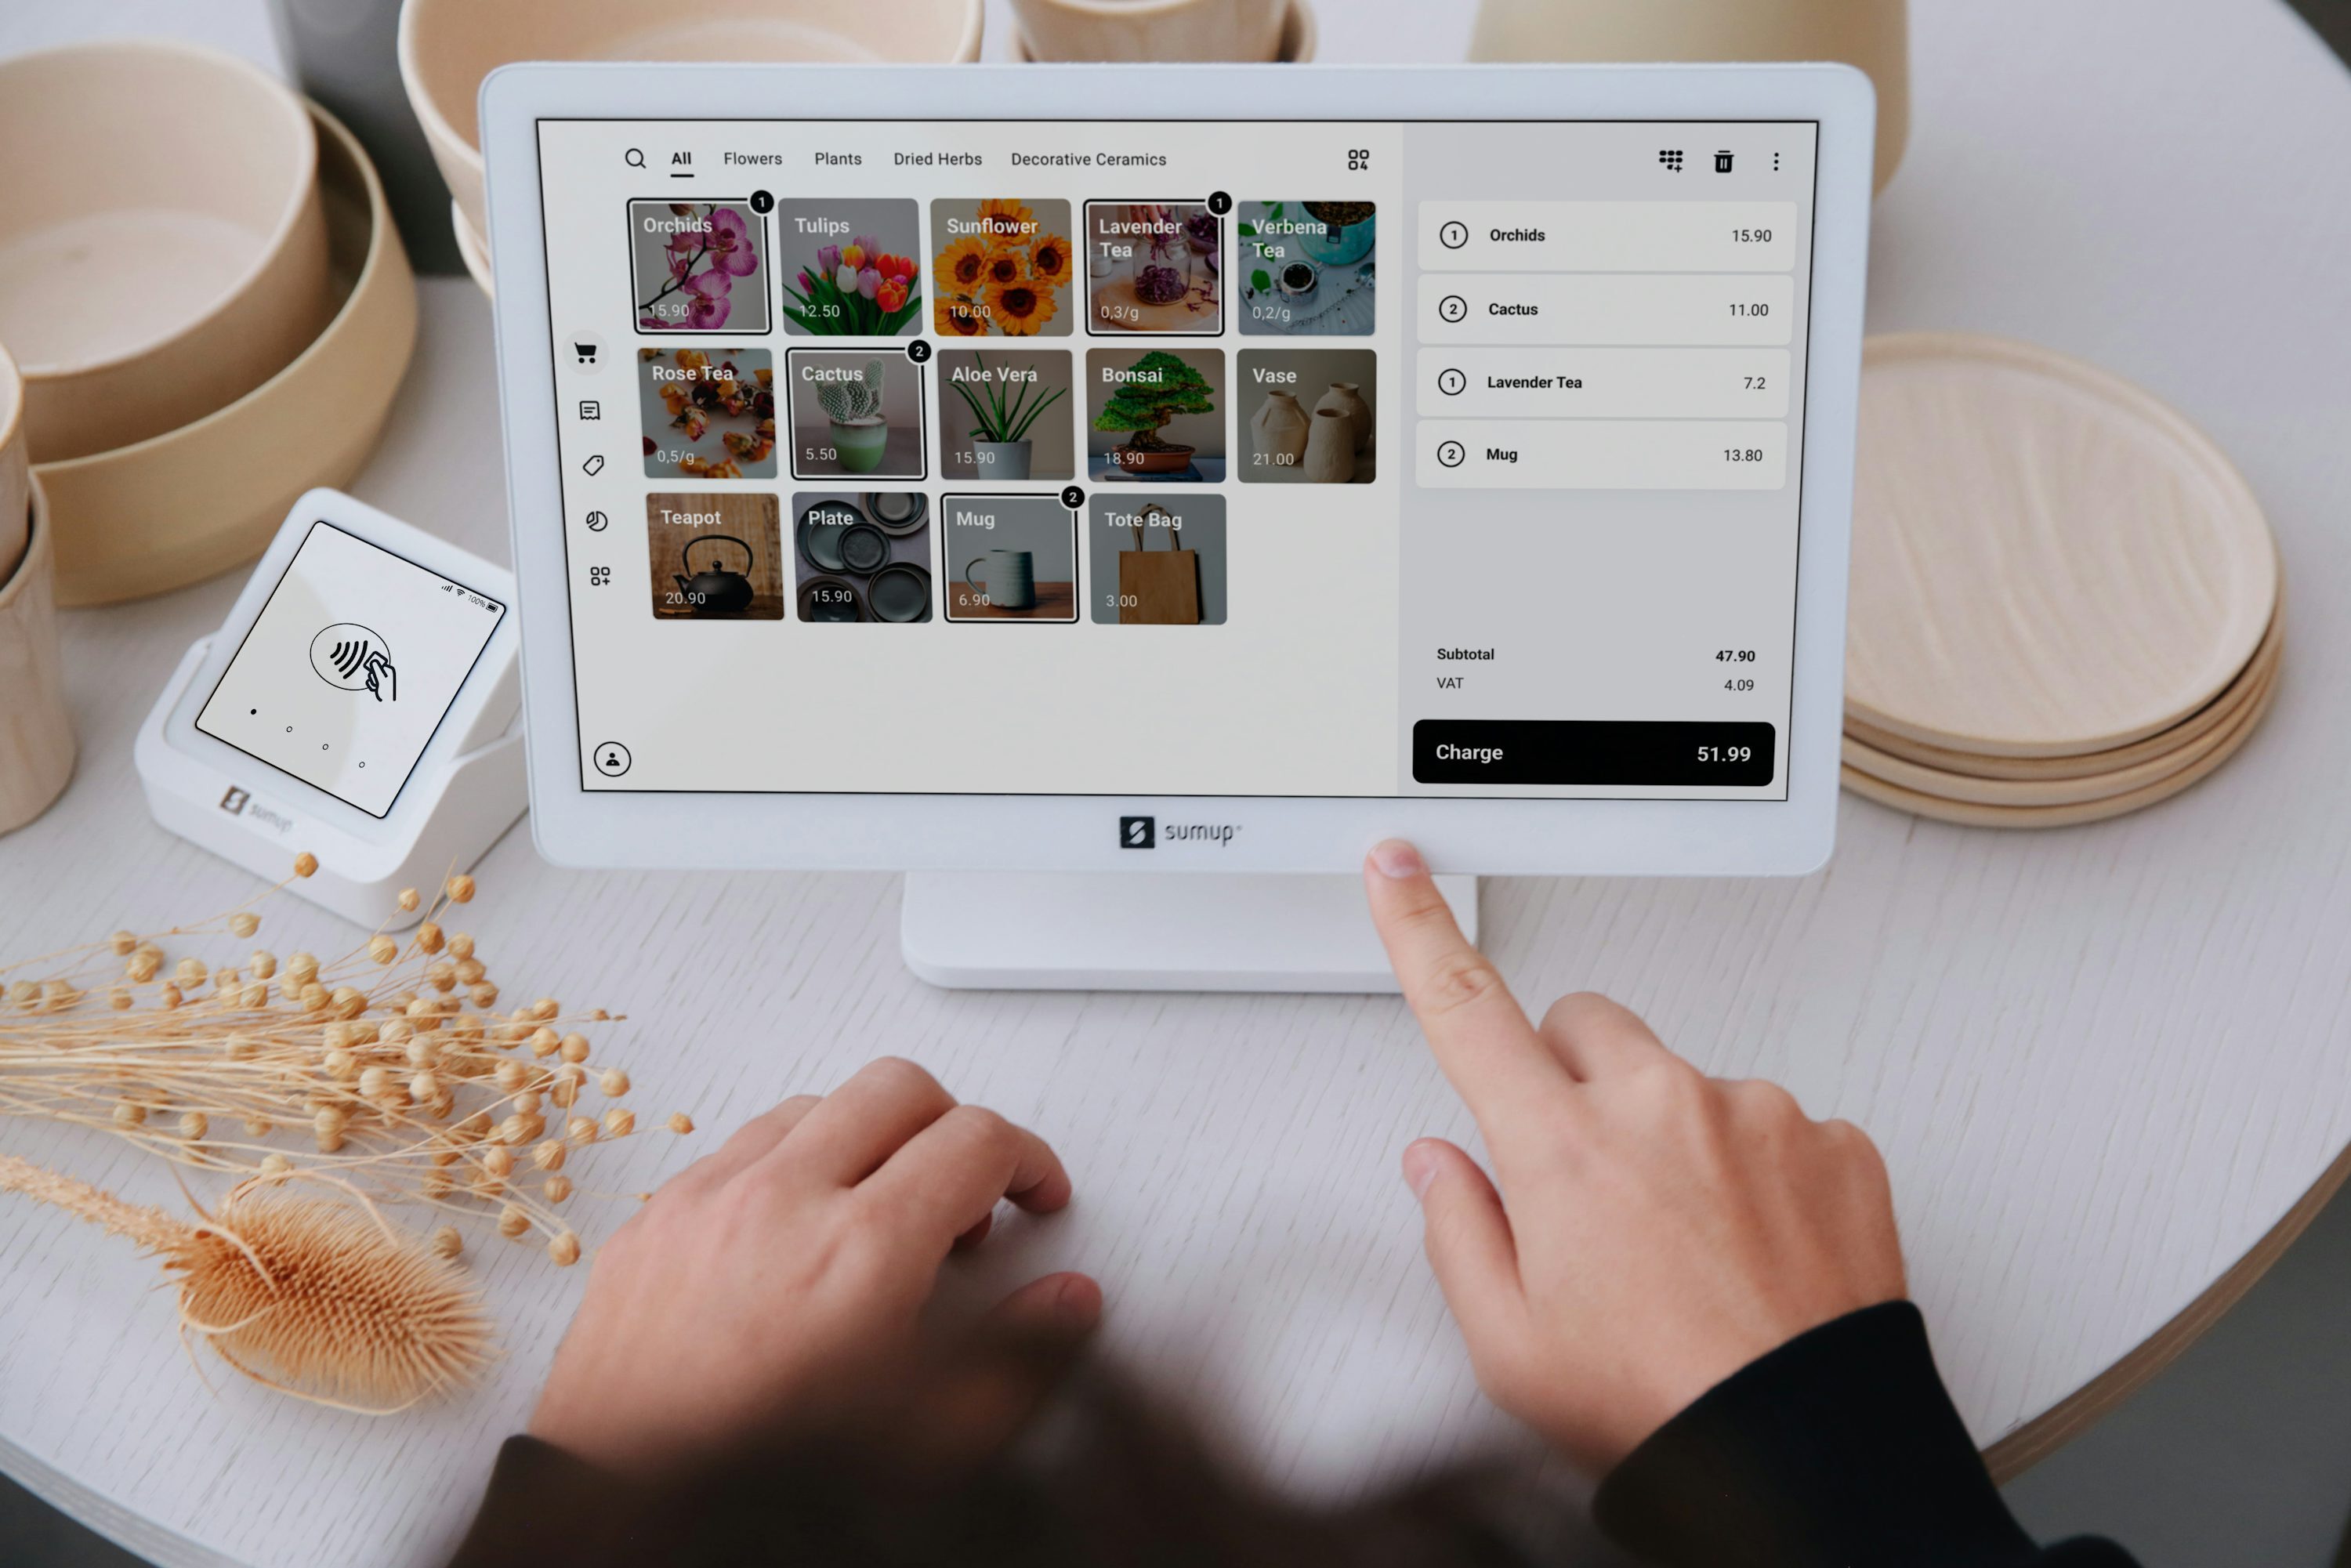 All Flowers Plants Dried Herbs Decorative Ceramics
Orchids
15.90
1
Tulips
12.50
Sunflower
10.00
Lavender
Tea
0,3/g
1
Verbena
Tea
0,2/g
Rose Tea
0,5/g
Cactus
5.50
2
Aloe Vera
15.90
Bonsai
18.90
Vase
21.00
Teapot
20.90
Plate
15.90
Mug
6.90
2
Tote Bag
3.00
1 Orchids 15.90
2 Cactus 11.00
1 Lavender Tea 7.2
2 Mug 13.80
Subtotal 47.90
VAT 4.09
Charge 51.99
sumup
100%
sumup